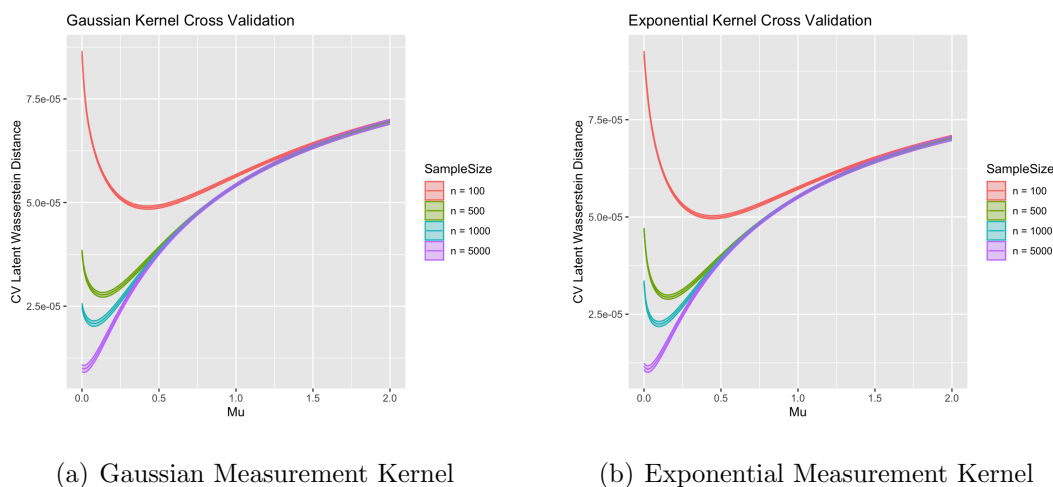 Gaussian Kernel Cross Validation
CV Latent Wasserstein Distance
7.5e-05
5.0e-05
2.5e-05
0.0
0.5
1.0
1.5
2.0
Mu
SampleSize
n = 100
n = 500
n = 1000
n = 5000
(a) Gaussian Measurement Kernel
Exponential Kernel Cross Validation
CV Latent Wasserstein Distance
7.5e-05
5.0e-05
2.5e-05
0.0
0.5
1.0
1.5
2.0
Mu
SampleSize
n = 100
n = 500
n = 1000
n = 5000
(b) Exponential Measurement Kernel